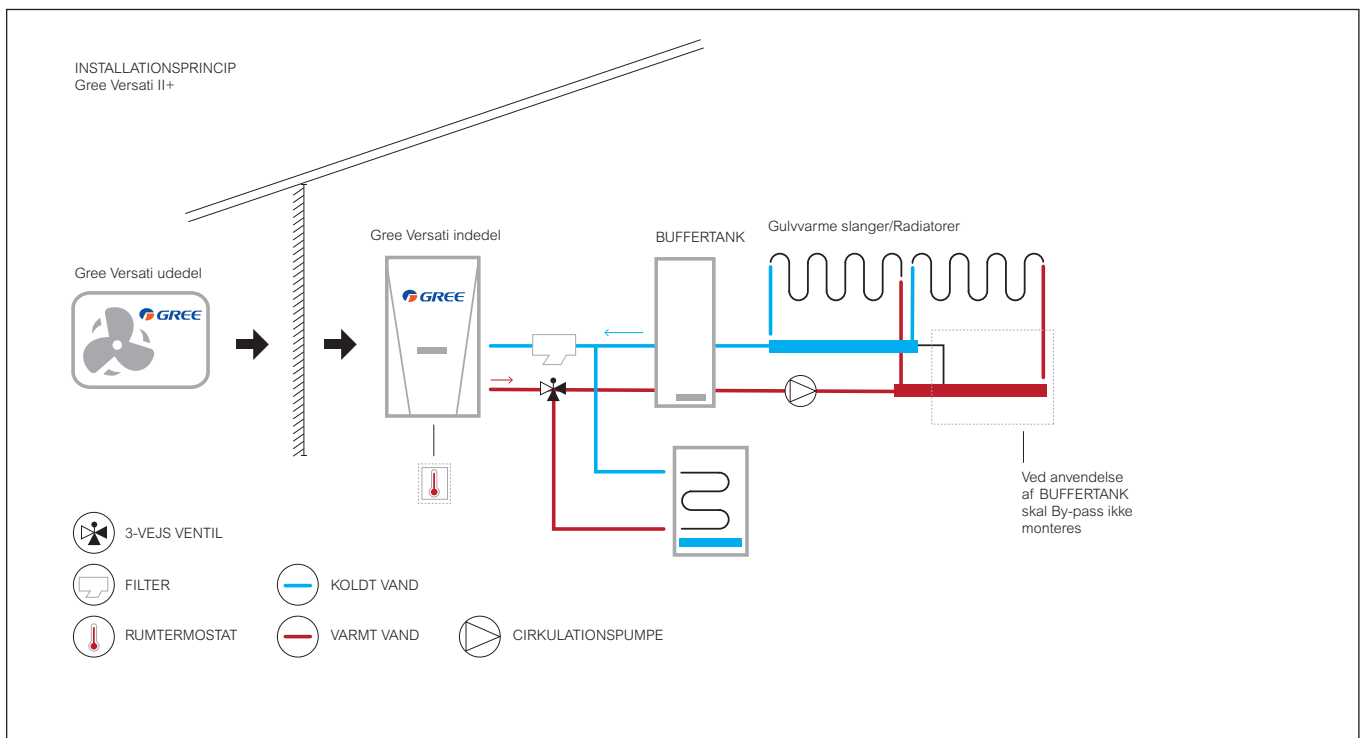 INSTALLATIONSPRINCIP
Gree Versati II+
Gree Versati udedel
GREE
Gree Versati indedel
GREE
BUFFERTANK
Gulvvarme slanger/Radiatorer
Ved anvendelse
af BUFFERTANK
skal By-pass ikke
monteres
3-VEJS VENTIL
FILTER
KOLDT VAND
RUMTERMOSTAT
VARMT VAND
CIRKULATIONSPUMPE